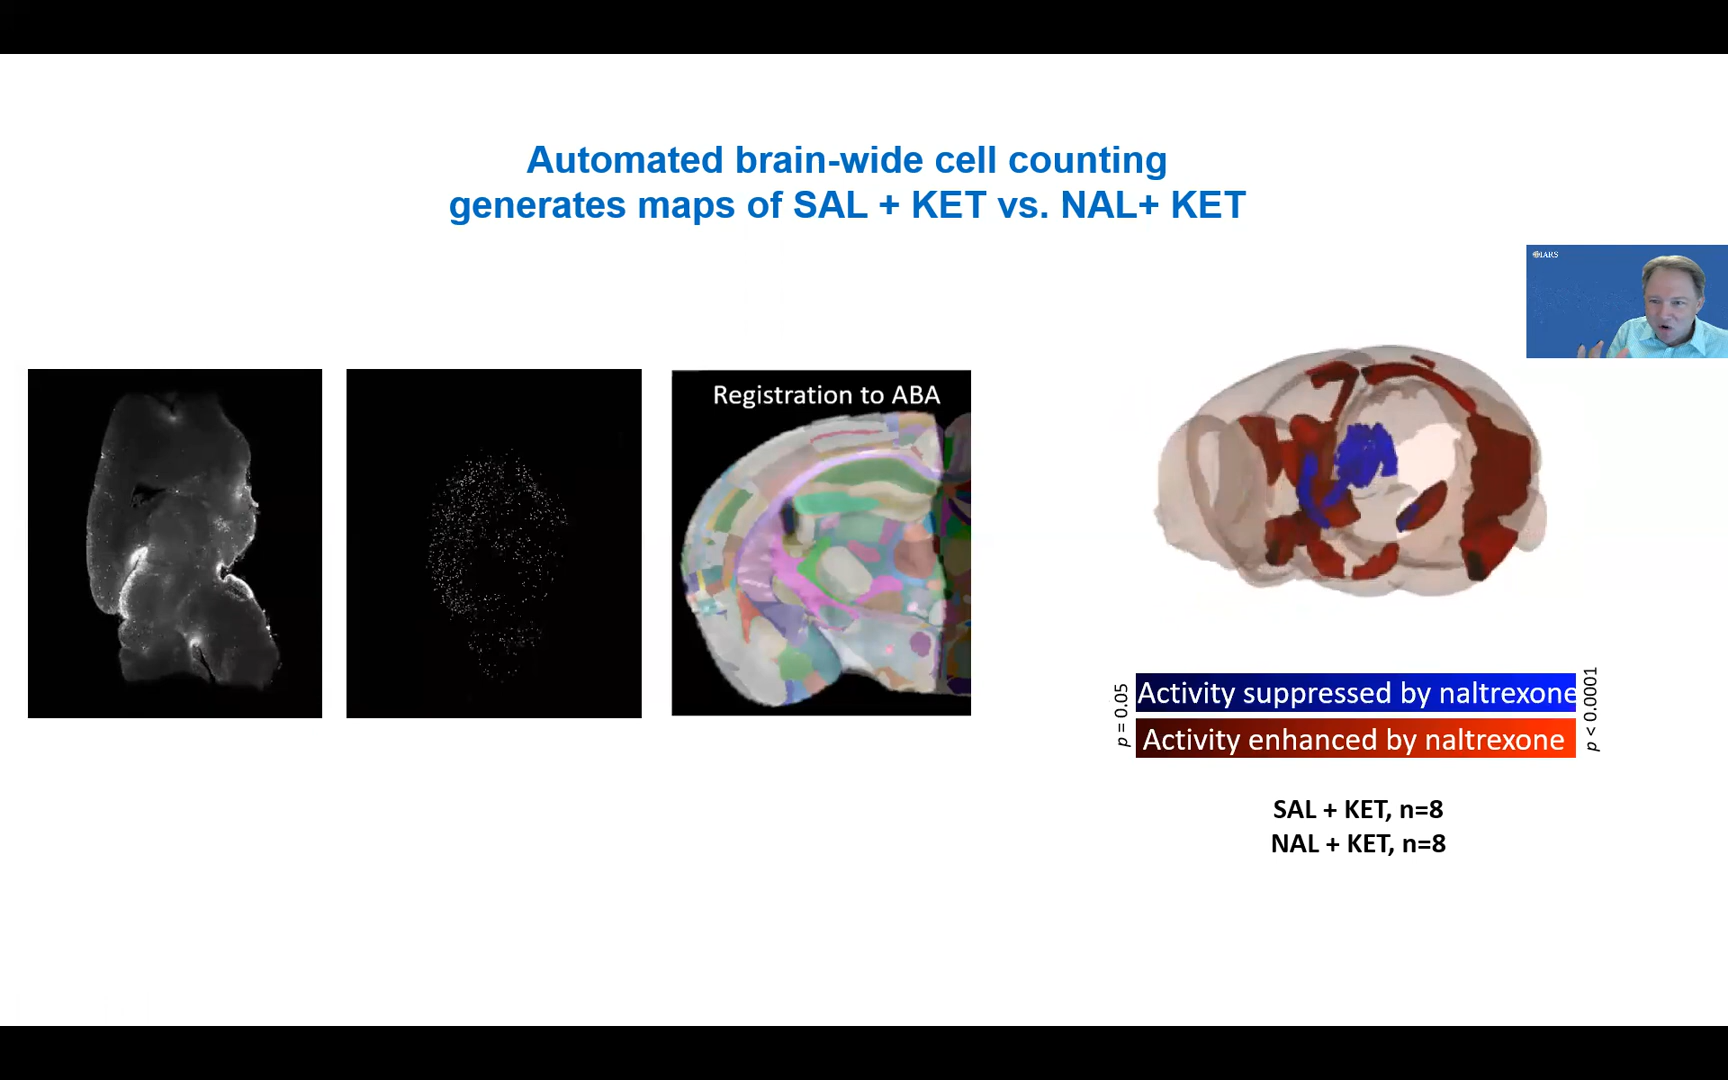 Automated brain-wide cell counting
generates maps of SAL + KET vs. NAL+ KET
IARS
Registration to ABA
p = 0.05
Activity suppressed by naltrexone
Activity enhanced by naltrexone
p < 0.0001
SAL + KET, n=8
NAL + KET, n=8